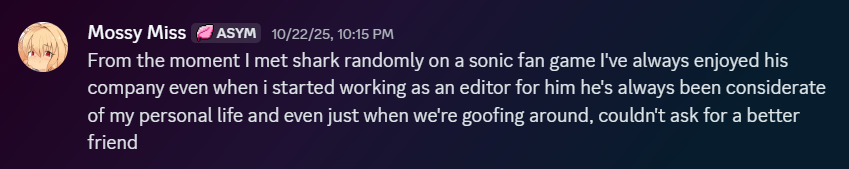 Mossy Miss ASYM 10/22/25, 10:15 PM
From the moment I met shark randomly on a sonic fan game I've always enjoyed his
company even when i started working as an editor for him he's always been considerate
of my personal life and even just when we're goofing around, couldn't ask for a better
friend